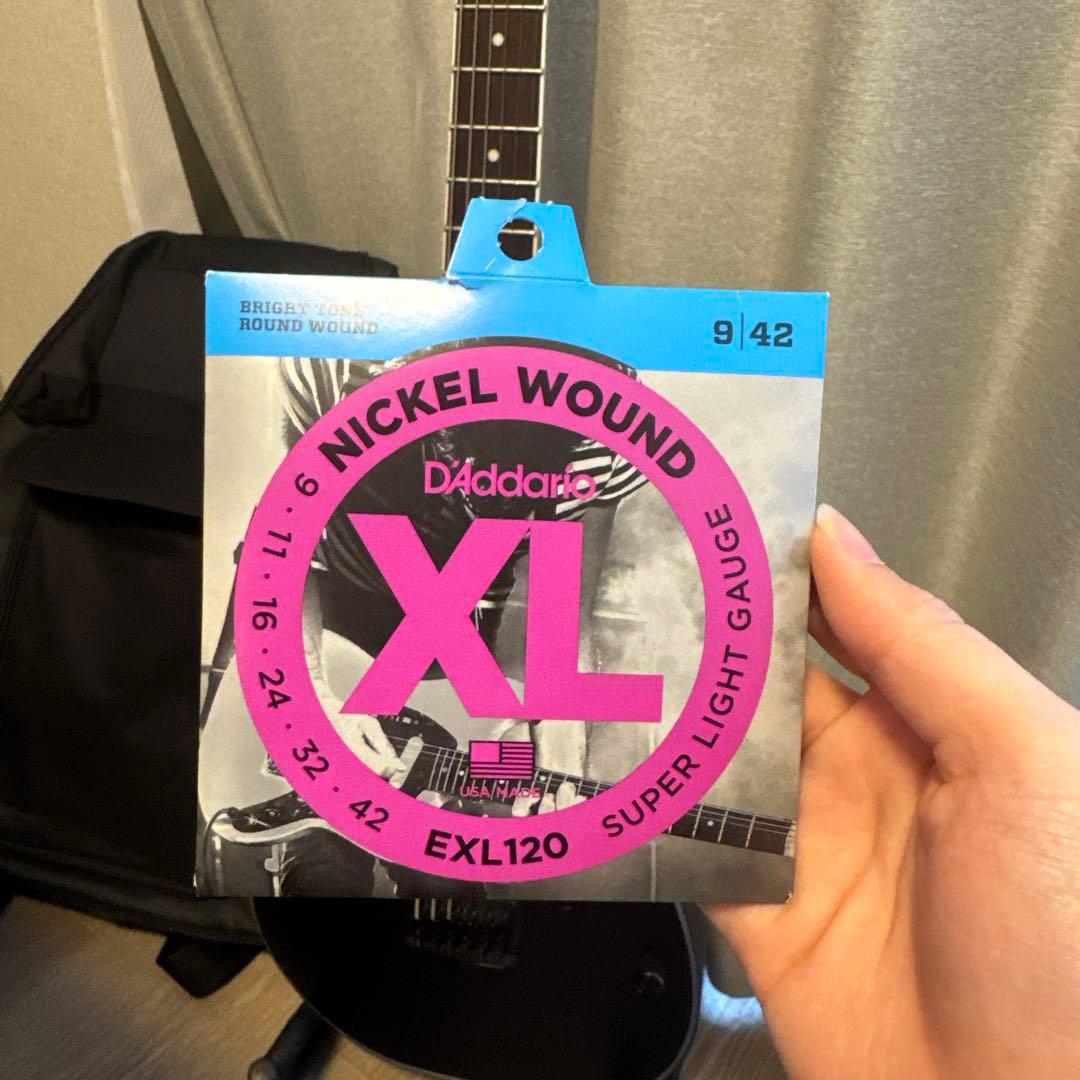 BRIGHT TONE
ROUND WOUND
9|42
NICKEL WOUND
D'Addario
XL
9 · 11 · 16 · 24 · 32 · 42
SUPER LIGHT GAUGE
USA MADE
EXL120